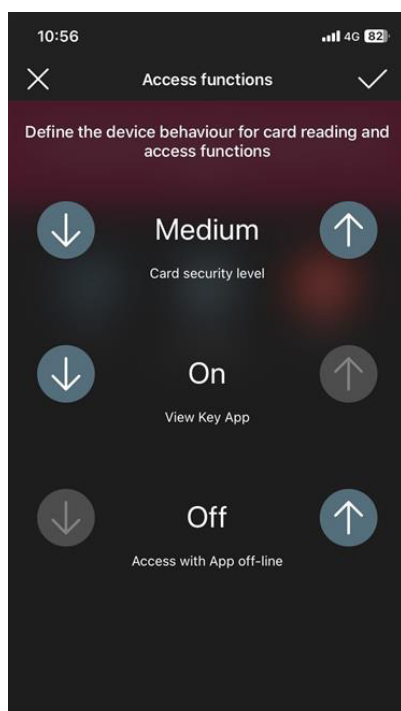 10:56
4G 82
Access functions
Define the device behaviour for card reading and
access functions
Medium
Card security level
On
View Key App
Off
Access with App off-line